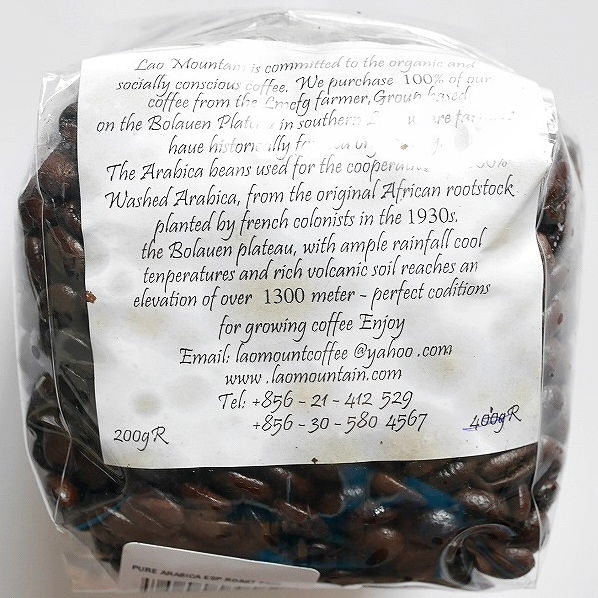 Lao Mountain is committed to the organic and
socially conscious coffee. We purchase 100% of our
coffee from the Lmcfg farmer, Group based
on the Bolauen in southern
haue
The Arabica beans used for the
Washed Arabica, from the original African rootstock
planted by french colonists in the 1930s.
the Bolauen plateau, with ample rainfall cool
tenperatures and rich volcanic soil reaches an
elevation of over 1300 meter - perfect coditions
for growing coffee Enjoy
Email: laomountcoffee @yahoo .com
www .laomountain.com
Tel: +856 - 21 - 412 529
+856 - 30 - 580 4567
200gR
400gR
PURE ARABICA ESP ROAST